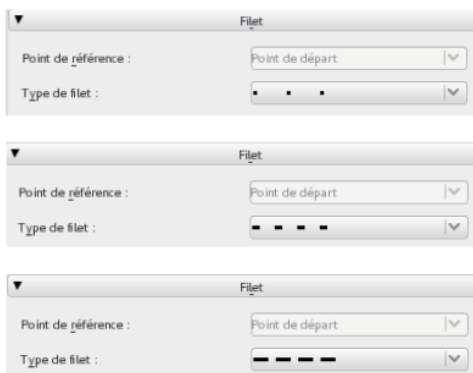 Filet
Point de référence : Point de départ
Type de filet :
Filet
Point de référence : Point de départ
Type de filet :
Filet
Point de référence : Point de départ
Type de filet :